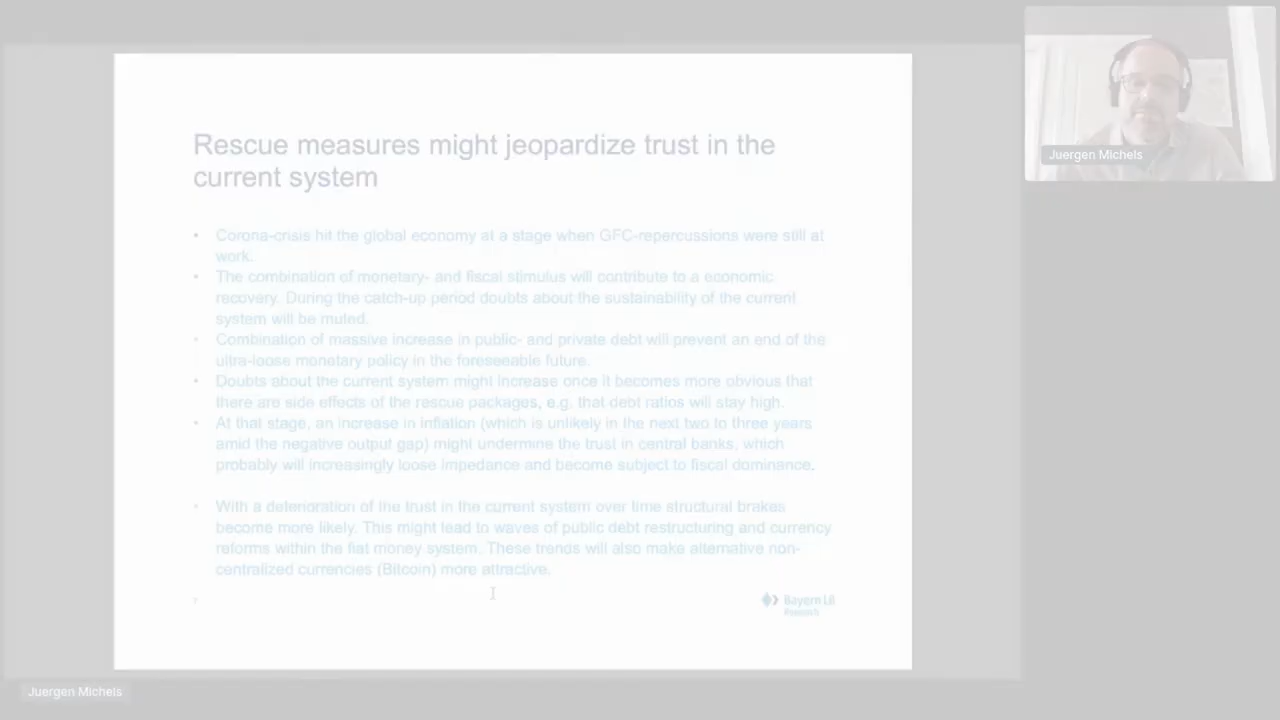 Rescue measures might jeopardize trust in the
current system
• Corona-crisis hit the global economy at a stage when GFC-repercussions were still at
work.
• The combination of monetary- and fiscal stimulus will contribute to a economic
recovery. During the catch-up period doubts about the sustainability of the current
system will be muted.
• Combination of massive increase in public- and private debt will prevent an end of the
ultra-loose monetary policy in the foreseeable future.
• Doubts about the current system might increase once it becomes more obvious that
there are side effects of the rescue packages, e.g. that debt ratios will stay high.
• At that stage, an increase in inflation (which is unlikely in the next two to three years
amid the negative output gap) might undermine the trust in central banks, which
probably will increasingly loose impedance and become subject to fiscal dominance.
• With a deterioration of the trust in the current system over time structural brakes
become more likely. This might lead to waves of public debt restructuring and currency
reforms within the fiat money system. These trends will also make alternative non-
centralized currencies (Bitcoin) more attractive.
Bayern LB
Research
Juergen Michels
Juergen Michels